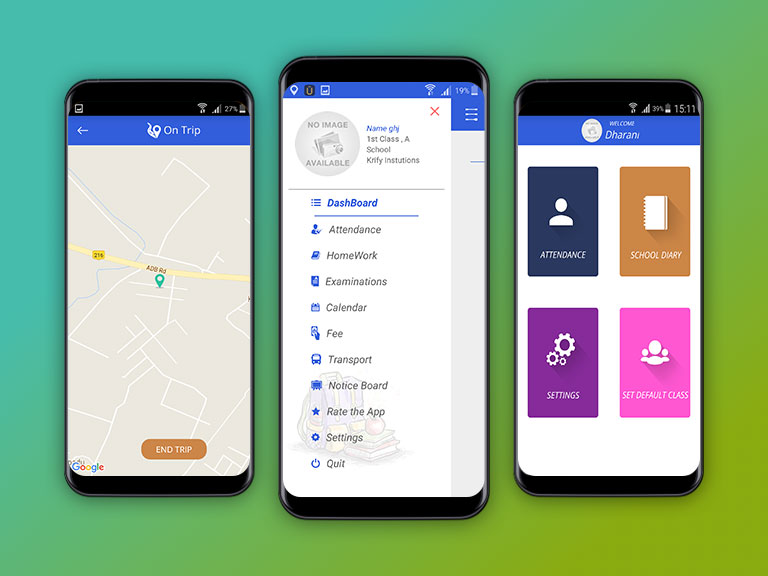 27%
On Trip
216
ADB Rd
END TRIP
Google
19%
NO IMAGE
AVAILABLE
Name ghj
1st Class , A
School
Krify Instutions
DashBoard
Attendance
HomeWork
Examinations
Calendar
Fee
Transport
Notice Board
Rate the App
Settings
Quit
39% 15:11
WELCOME
Dharani
ATTENDANCE
SCHOOL DIARY
SETTINGS
SET DEFAULT CLASS